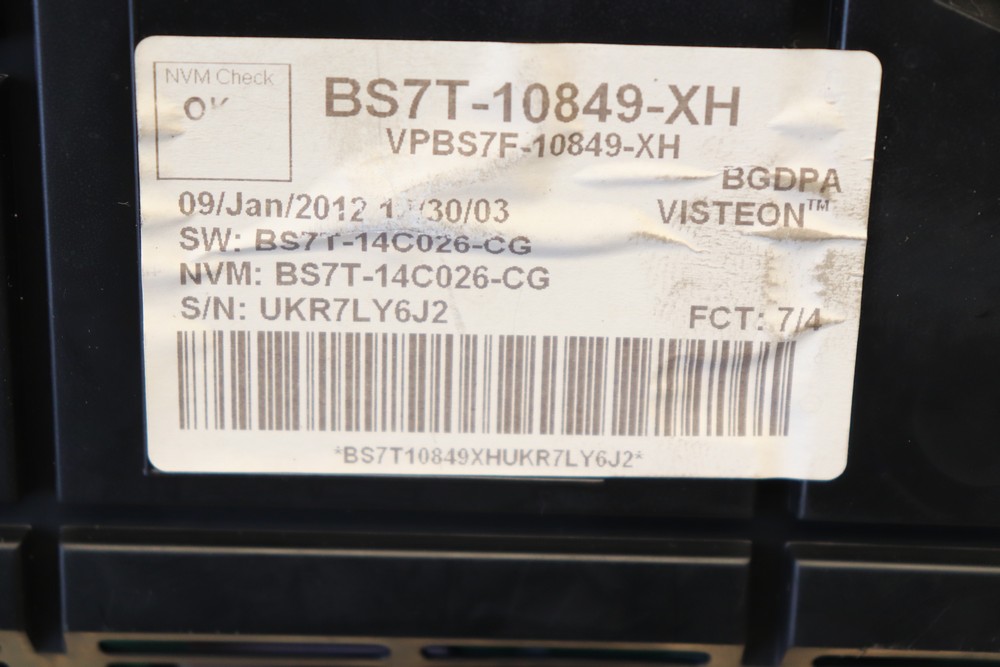 NVM Check
OK
BS7T-10849-XH
VPBS7F-10849-XH
BGDPA
09/Jan/2012
VISTEON™
SW: BS7T-14C026-CG
NVM: BS7T-14C026-CG
S/N: UKR7LY6J2
FCT: 7/4
*BS7T10849XHUKR7LY6J2*